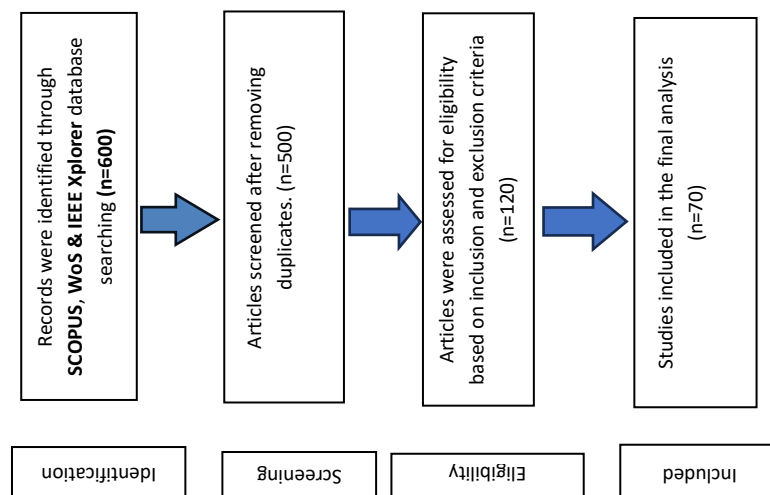 Records were identified through
SCOPUS, WoS & IEEE Xplorer database
searching (n=600)
Articles screened after removing
duplicates. (n=500)
Articles were assessed for eligibility
based on inclusion and exclusion criteria
(n=120)
Studies included in the final analysis
(n=70)
Identification
Screening
Eligibility
Included